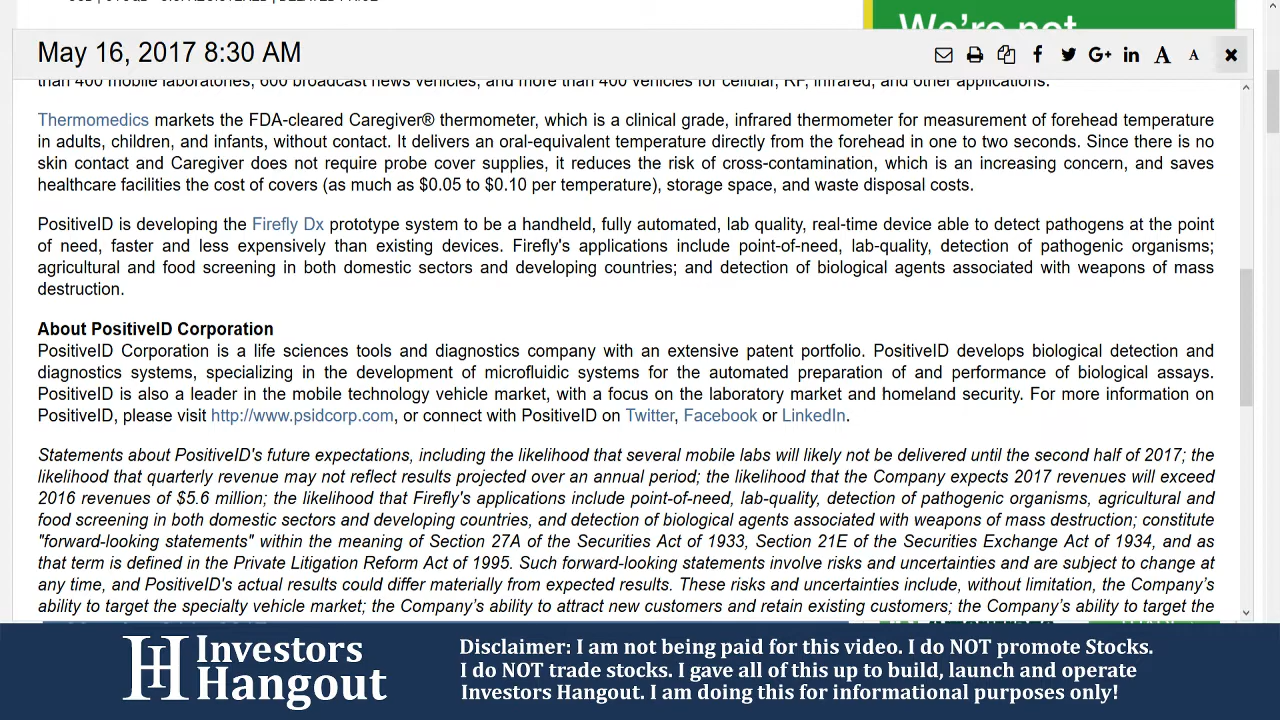 We're not
May 16, 2017 8:30 AM
than 400 mobile laboratories, 600 broadcast news vehicles, and more than 400 vehicles for cellular, RF, infrared, and other applications.
Thermomedics markets the FDA-cleared Caregiver® thermometer, which is a clinical grade, infrared thermometer for measurement of forehead temperature
in adults, children, and infants, without contact. It delivers an oral-equivalent temperature directly from the forehead in one to two seconds. Since there is no
skin contact and Caregiver does not require probe cover supplies, it reduces the risk of cross-contamination, which is an increasing concern, and saves
healthcare facilities the cost of covers (as much as $0.05 to $0.10 per temperature), storage space, and waste disposal costs.
PositiveID is developing the Firefly Dx prototype system to be a handheld, fully automated, lab quality, real-time device able to detect pathogens at the point
of need, faster and less expensively than existing devices. Firefly's applications include point-of-need, lab-quality, detection of pathogenic organisms;
agricultural and food screening in both domestic sectors and developing countries; and detection of biological agents associated with weapons of mass
destruction.
About PositiveID Corporation
PositiveID Corporation is a life sciences tools and diagnostics company with an extensive patent portfolio. PositiveID develops biological detection and
diagnostics systems, specializing in the development of microfluidic systems for the automated preparation of and performance of biological assays.
PositiveID is also a leader in the mobile technology vehicle market, with a focus on the laboratory market and homeland security. For more information on
PositiveID, please visit http://www.psidcorp.com, or connect with PositiveID on Twitter, Facebook or LinkedIn.
Statements about PositiveID's future expectations, including the likelihood that several mobile labs will likely not be delivered until the second half of 2017; the
likelihood that quarterly revenue may not reflect results projected over an annual period; the likelihood that the Company expects 2017 revenues will exceed
2016 revenues of $5.6 million; the likelihood that Firefly's applications include point-of-need, lab-quality, detection of pathogenic organisms, agricultural and
food screening in both domestic sectors and developing countries, and detection of biological agents associated with weapons of mass destruction; constitute
"forward-looking statements" within the meaning of Section 27A of the Securities Act of 1933, Section 21E of the Securities Exchange Act of 1934, and as
that term is defined in the Private Litigation Reform Act of 1995. Such forward-looking statements involve risks and uncertainties and are subject to change at
any time, and PositiveID's actual results could differ materially from expected results. These risks and uncertainties include, without limitation, the Company's
ability to target the specialty vehicle market; the Company's ability to attract new customers and retain existing customers; the Company's ability to target the
Investors
Hangout
Disclaimer: I am not being paid for this video. I do NOT promote Stocks.
I do NOT trade stocks. I gave all of this up to build, launch and operate
Investors Hangout. I am doing this for informational purposes only!